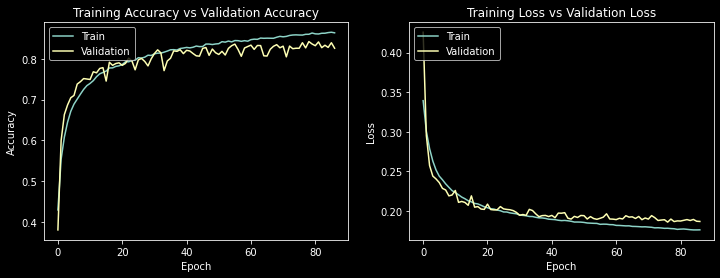 Training Accuracy vs Validation Accuracy
Train
Validation
0.8
0.7
0.6
0.5
0.4
Accuracy
0
20
40
60
80
Epoch
Training Loss vs Validation Loss
Train
Validation
0.40
0.35
0.30
0.25
0.20
Loss
0
20
40
60
80
Epoch